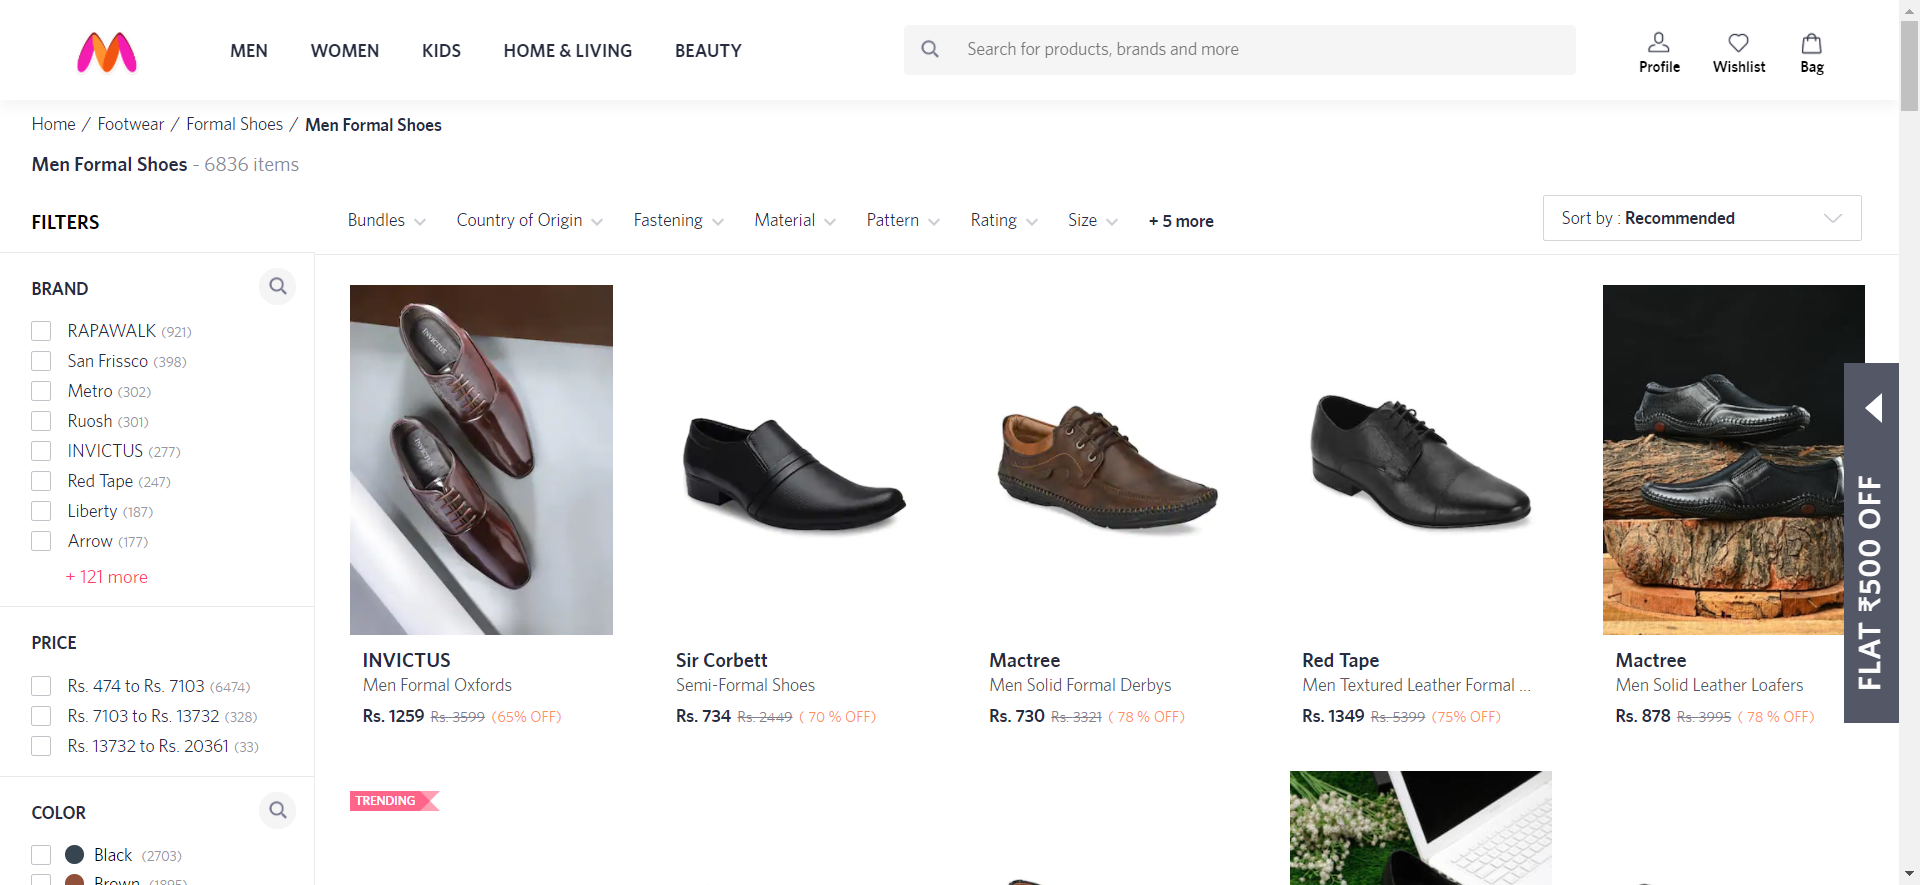 MEN
WOMEN
KIDS
HOME & LIVING
BEAUTY
Search for products, brands and more
Profile
Wishlist
Bag
Home / Footwear / Formal Shoes / Men Formal Shoes
Men Formal Shoes - 6836 items
FILTERS
Bundles
Country of Origin
Fastening
Material
Pattern
Rating
Size
+ 5 more
Sort by : Recommended
BRAND
RAPAWALK (921)
San Frissco (398)
Metro (302)
Ruosh (301)
INVICTUS (277)
Red Tape (247)
Liberty (187)
Arrow (177)
+ 121 more
PRICE
Rs. 474 to Rs. 7103 (6474)
Rs. 7103 to Rs. 13732 (328)
Rs. 13732 to Rs. 20361 (33)
COLOR
Black (2703)
Brown (1895)
INVICTUS
INVICTUS
INVICTUS
Men Formal Oxfords
Rs. 1259 Rs. 3599 (65% OFF)
Sir Corbett
Semi-Formal Shoes
Rs. 734 Rs. 2449 ( 70 % OFF)
Mactree
Men Solid Formal Derbys
Rs. 730 Rs. 3321 ( 78 % OFF)
Red Tape
Men Textured Leather Formal ...
Rs. 1349 Rs. 5399 (75% OFF)
Mactree
Men Solid Leather Loafers
Rs. 878 Rs. 3995 ( 78 % OFF)
FLAT ₹500 OFF
TRENDING